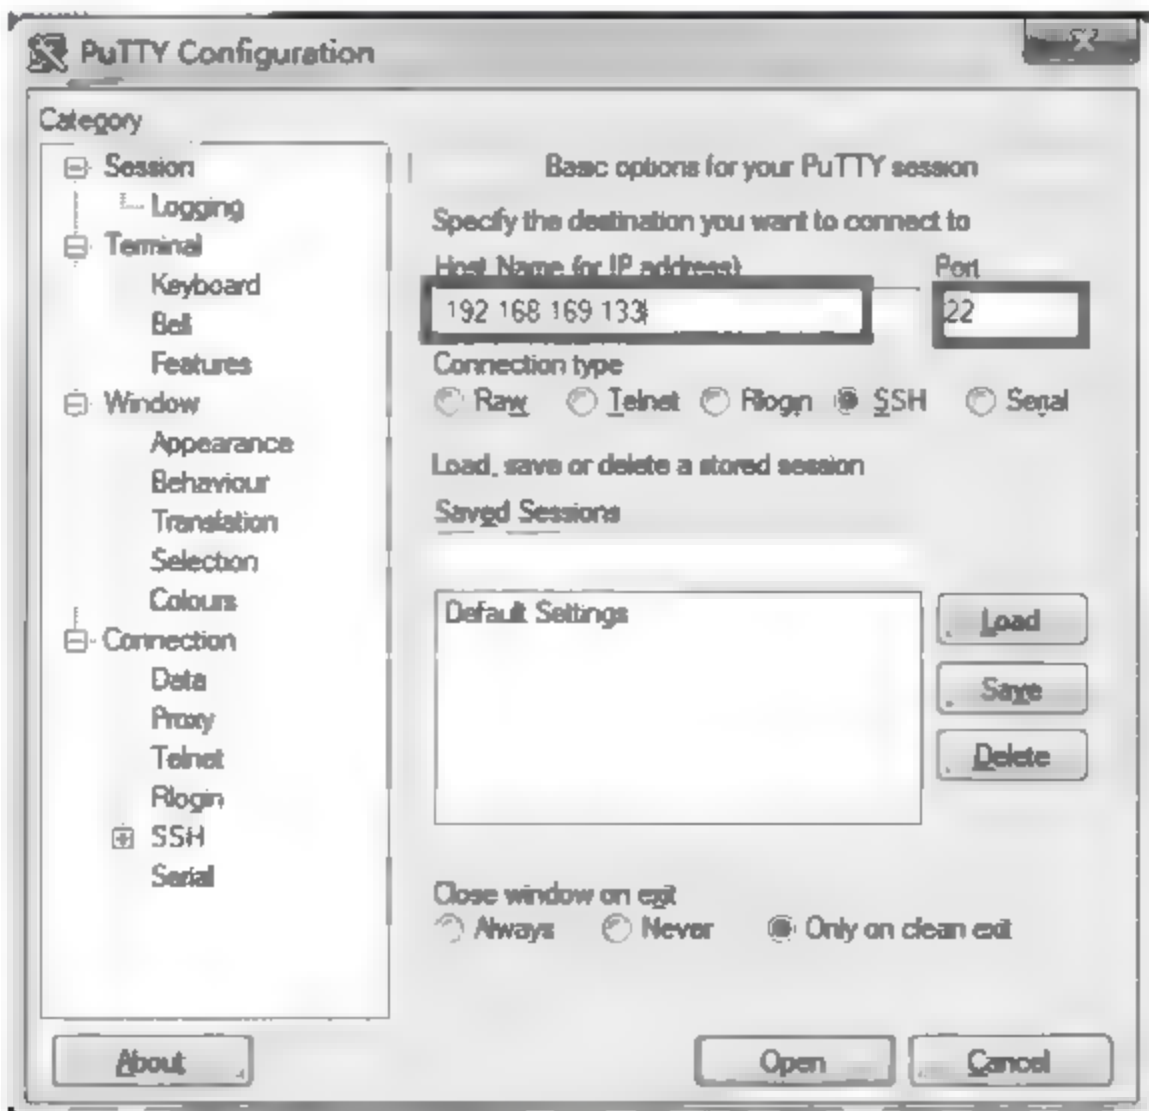 PuTTY Configuration
Category
Session
Logging
Terminal
Keyboard
Bell
Features
Window
Appearance
Behaviour
Translation
Selection
Colours
Connection
Data
Proxy
Telnet
Rlogin
SSH
Serial
Basic options for your PuTTY session
Specify the destination you want to connect to
Host Name (or IP address) Port
192 168 169 133 22
Connection type
Raw Telnet Rlogin SSH Serial
Load, save or delete a stored session
Saved Sessions
Default Settings
Load
Save
Delete
Close window on exit
Always Never Only on clean exit
About Open Cancel